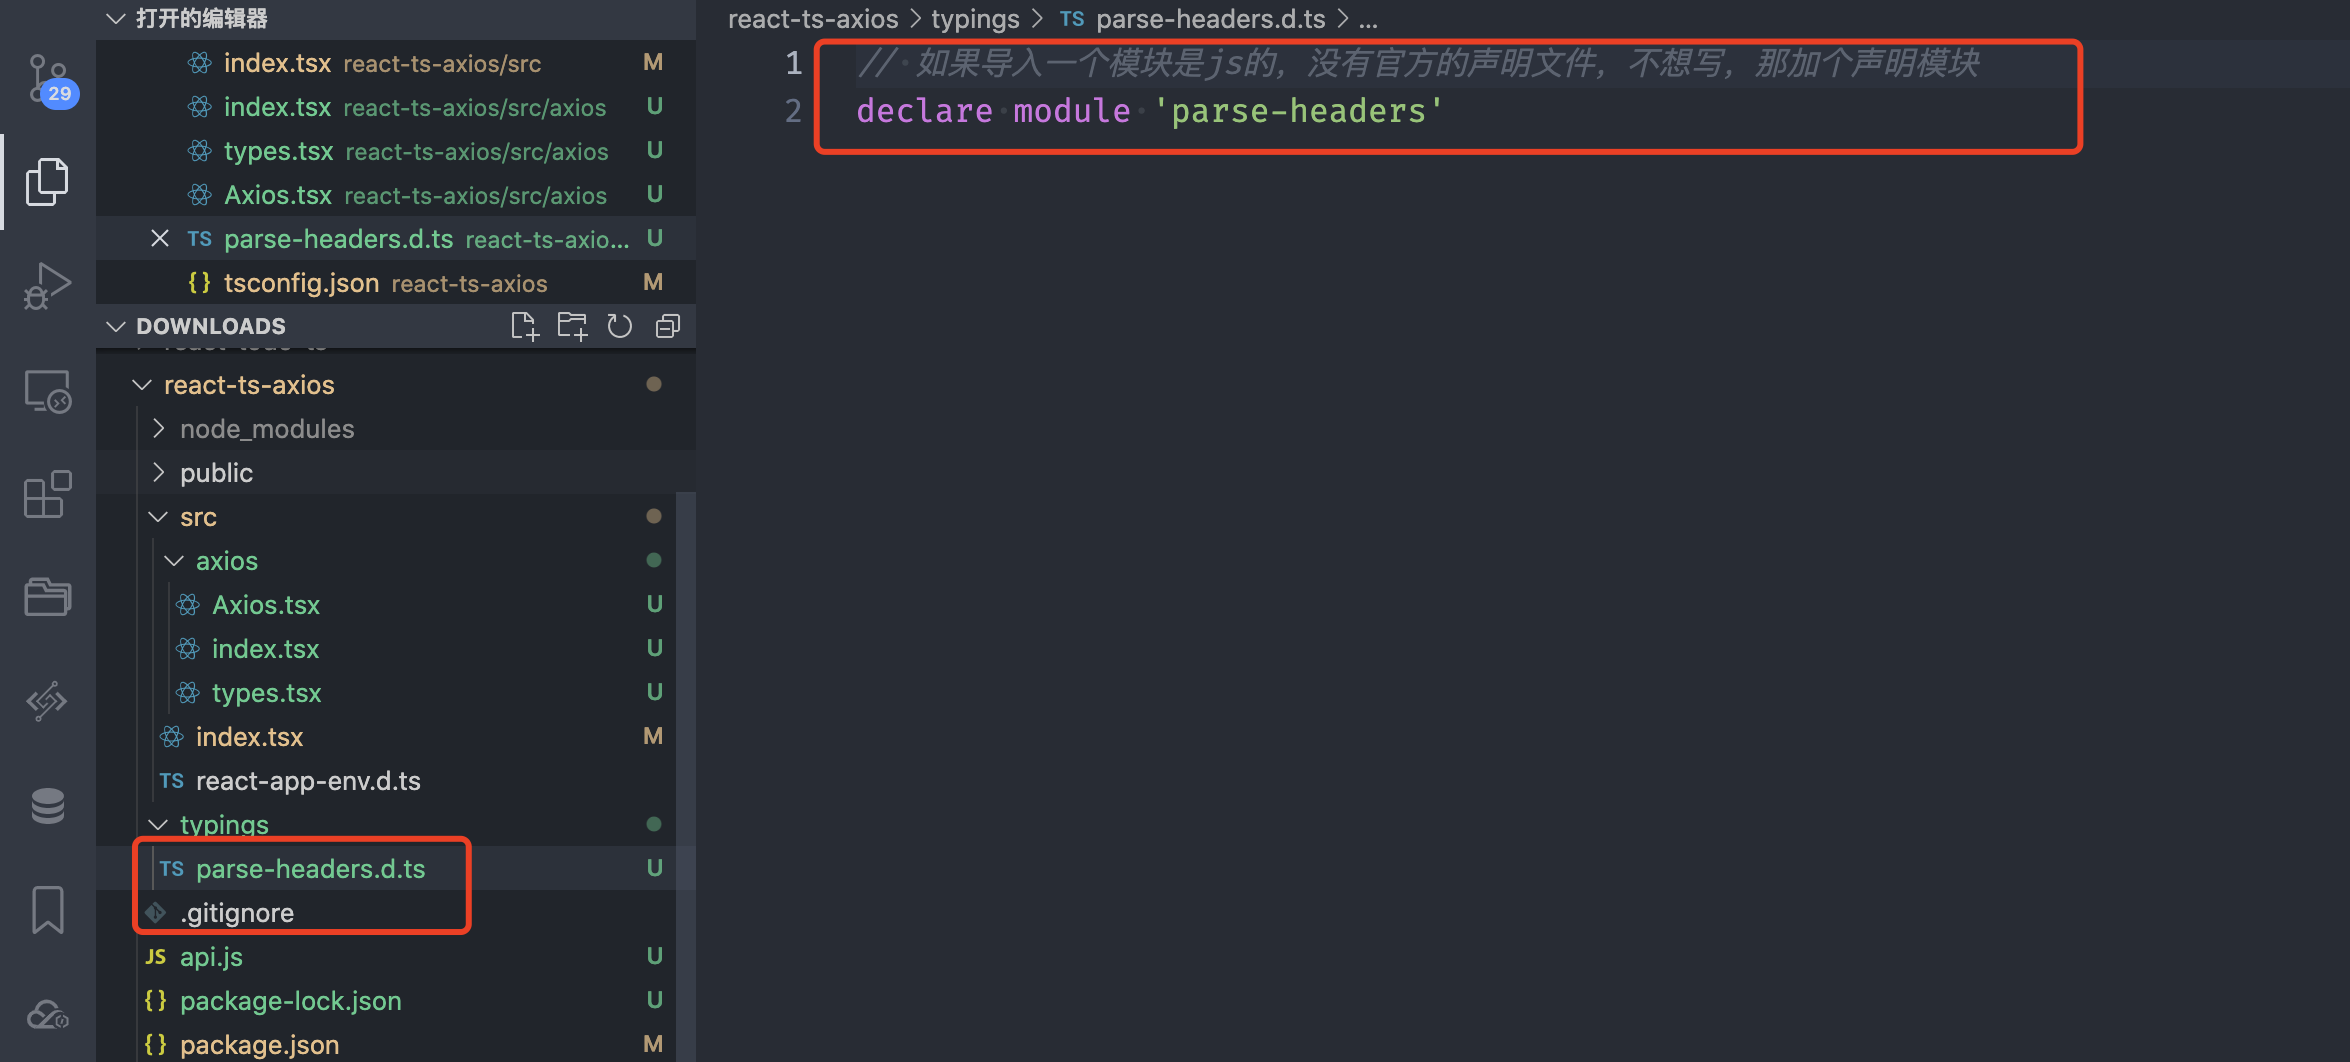 打开的编辑器
index.tsx react-ts-axios/src M
index.tsx react-ts-axios/src/axios U
types.tsx react-ts-axios/src/axios U
Axios.tsx react-ts-axios/src/axios U
TS parse-headers.d.ts react-ts-axio... U
{} tsconfig.json react-ts-axios M
29
DOWNLOADS
react-ts-axios
node_modules
public
src
axios
Axios.tsx U
index.tsx U
types.tsx U
index.tsx M
TS react-app-env.d.ts
typings
TS parse-headers.d.ts U
.gitignore
JS api.js U
{} package-lock.json U
{} package.json M
react-ts-axios > typings > TS parse-headers.d.ts > ...
1 // 如果导入一个模块是js的，没有官方的声明文件，不想写，那加个声明模块
2 declare module 'parse-headers'